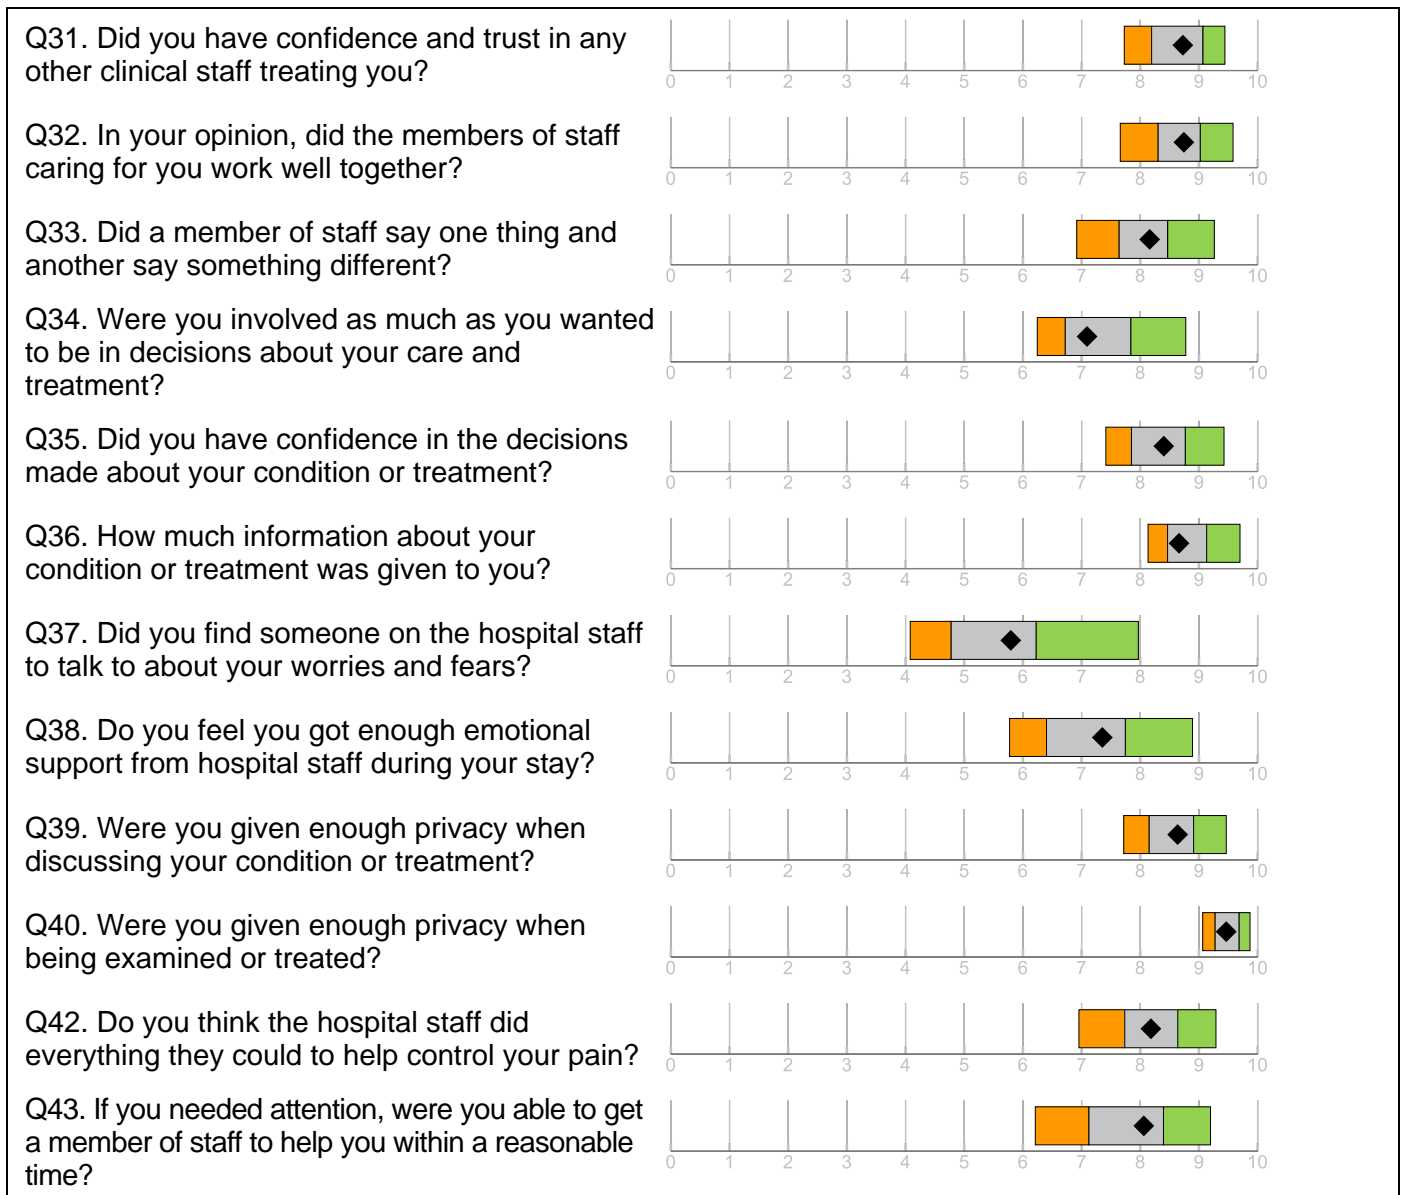 Q31. Did you have confidence and trust in any
other clinical staff treating you?
0 1 2 3 4 5 6 7 8 9 10
Q32. In your opinion, did the members of staff
caring for you work well together?
0 1 2 3 4 5 6 7 8 9 10
Q33. Did a member of staff say one thing and
another say something different?
0 1 2 3 4 5 6 7 8 9 10
Q34. Were you involved as much as you wanted
to be in decisions about your care and
treatment?
0 1 2 3 4 5 6 7 8 9 10
Q35. Did you have confidence in the decisions
made about your condition or treatment?
0 1 2 3 4 5 6 7 8 9 10
Q36. How much information about your
condition or treatment was given to you?
0 1 2 3 4 5 6 7 8 9 10
Q37. Did you find someone on the hospital staff
to talk to about your worries and fears?
0 1 2 3 4 5 6 7 8 9 10
Q38. Do you feel you got enough emotional
support from hospital staff during your stay?
0 1 2 3 4 5 6 7 8 9 10
Q39. Were you given enough privacy when
discussing your condition or treatment?
0 1 2 3 4 5 6 7 8 9 10
Q40. Were you given enough privacy when
being examined or treated?
0 1 2 3 4 5 6 7 8 9 10
Q42. Do you think the hospital staff did
everything they could to help control your pain?
0 1 2 3 4 5 6 7 8 9 10
Q43. If you needed attention, were you able to get
a member of staff to help you within a reasonable
time?
0 1 2 3 4 5 6 7 8 9 10